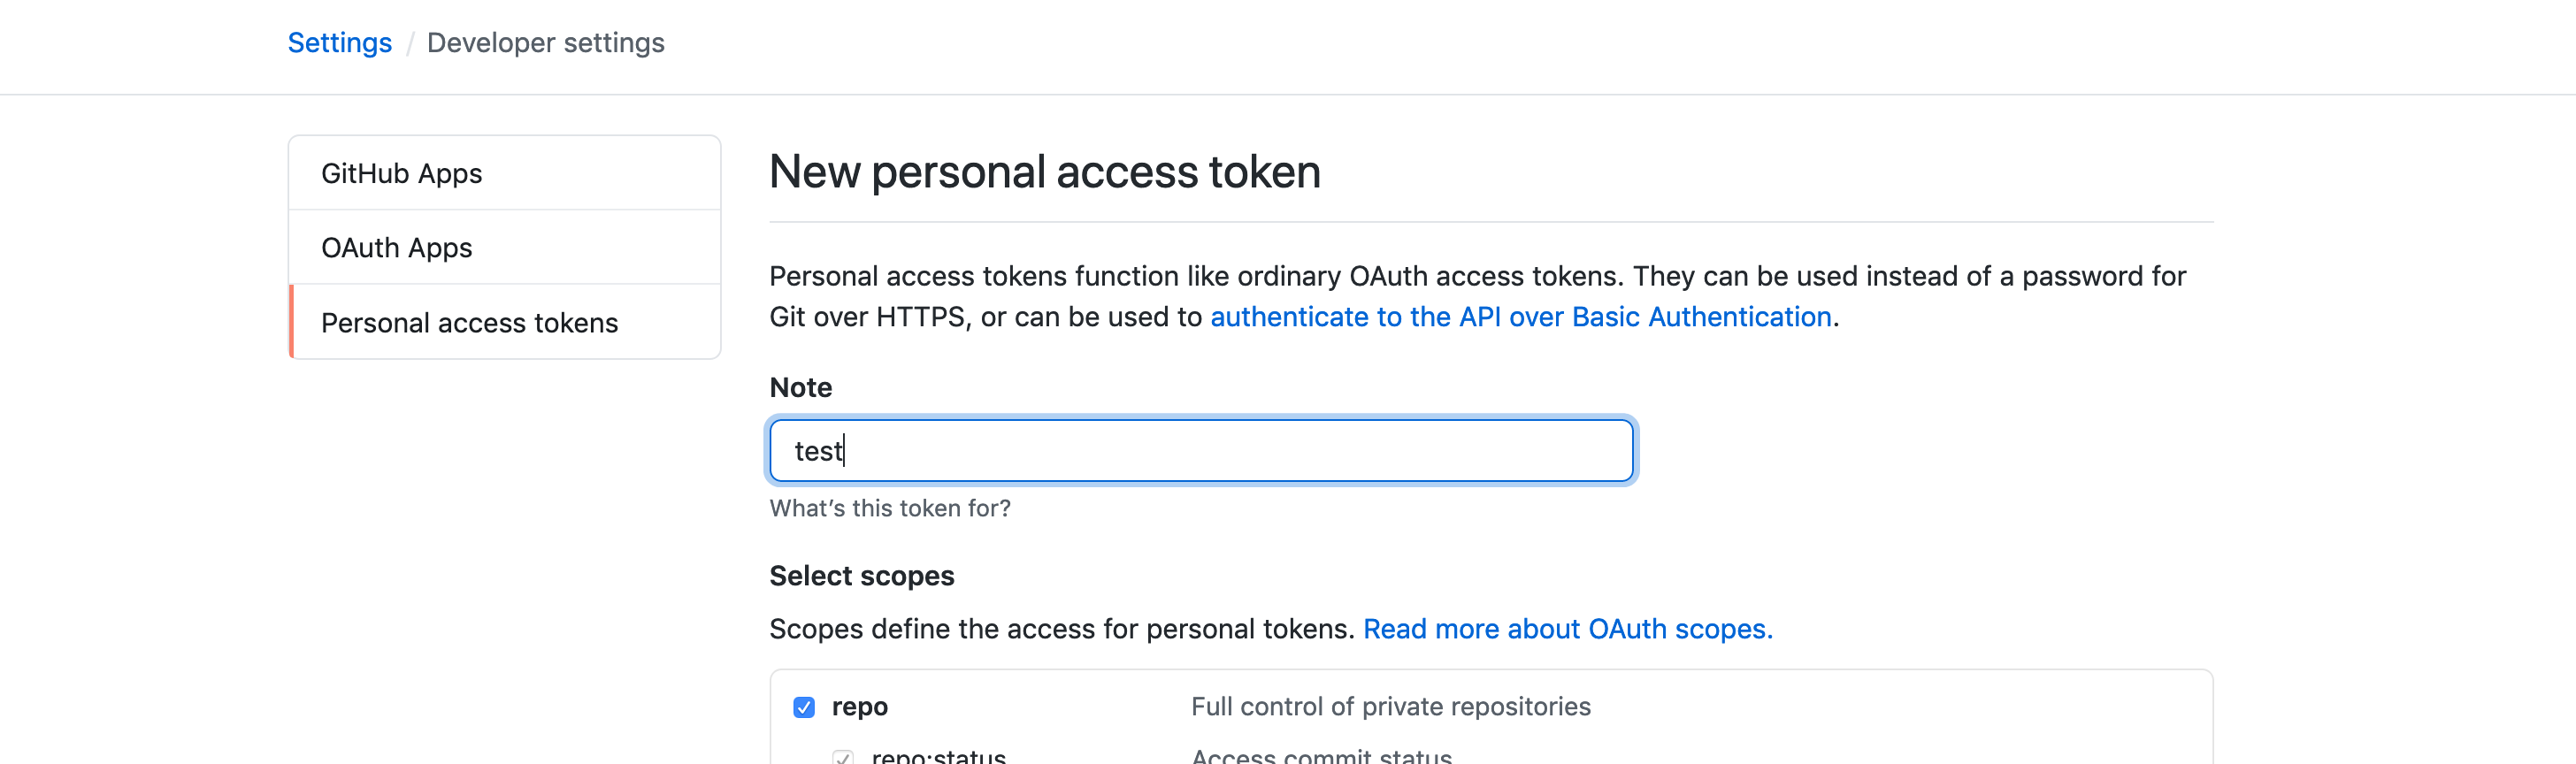 Settings / Developer settings
GitHub Apps
OAuth Apps
Personal access tokens
New personal access token
Personal access tokens function like ordinary OAuth access tokens. They can be used instead of a password for
Git over HTTPS, or can be used to authenticate to the API over Basic Authentication.
Note
test
What's this token for?
Select scopes
Scopes define the access for personal tokens. Read more about OAuth scopes.
repo Full control of private repositories
repo:status Access commit status